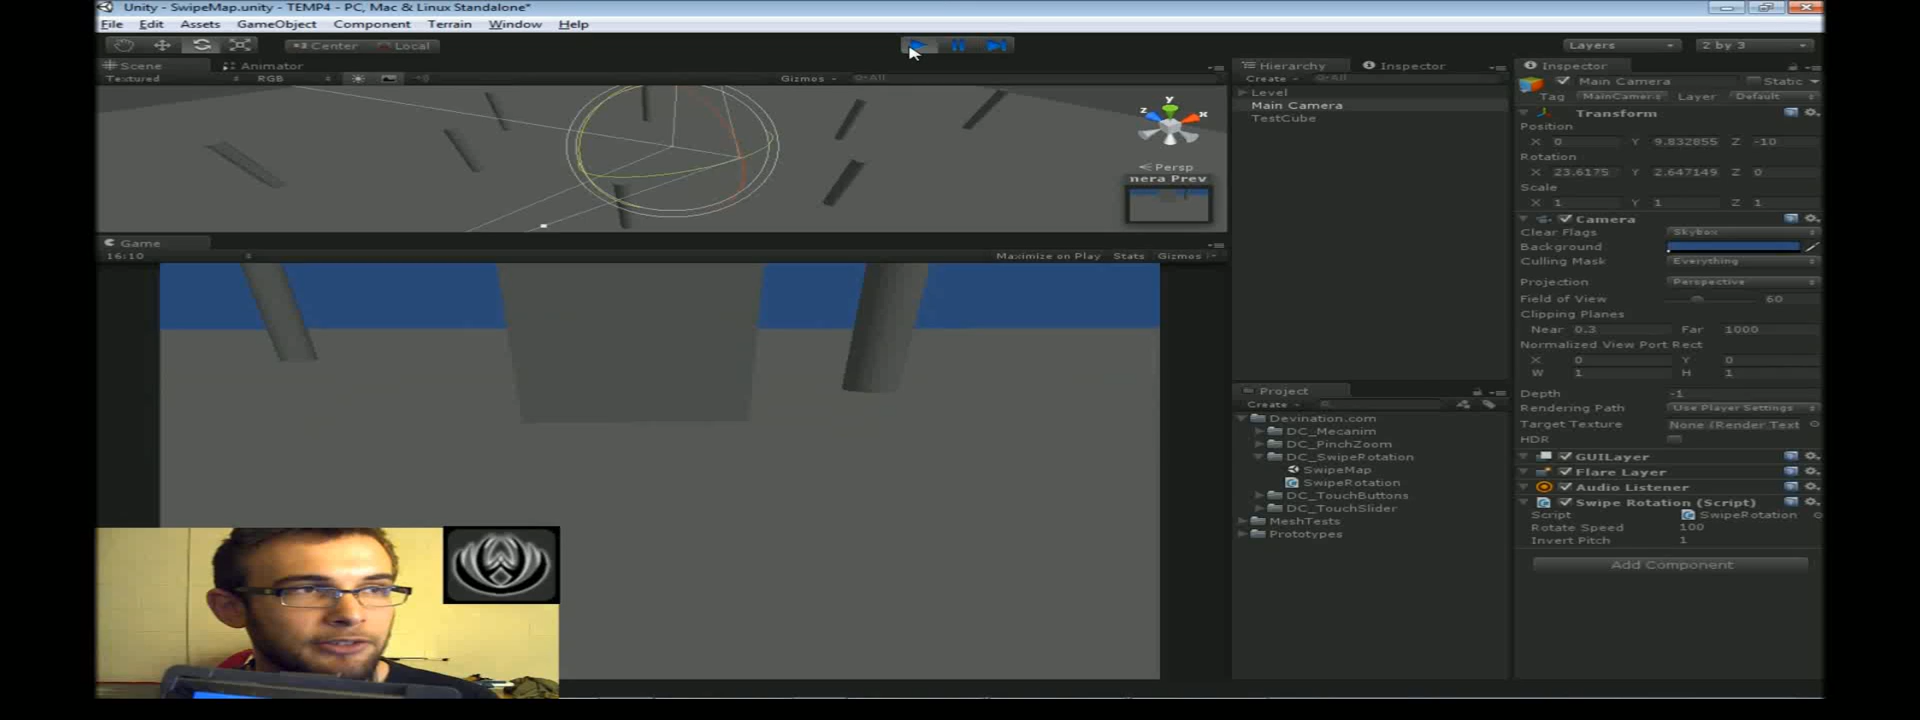 Unity - SwipeMap.unity - TEMP4 - PC, Mac & Linux Standalone*
File Edit Assets GameObject Component Terrain Window Help
Center Local Layers 2 by 3
Scene Animator
Textured RGB Gizmos All
y
z x
Persp
nera Prev
Game
16:10 Maximize on Play Stats Gizmos
Hierarchy Inspector
Create All
Level
Main Camera
TestCube
Project
Create
Devination.com
DC_Mecanim
DC_PinchZoom
DC_SwipeRotation
SwipeMap
SwipeRotation
DC_TouchButtons
DC_TouchSlider
MeshTests
Prototypes
Inspector
Main Camera Static
Tag MainCamera Layer Default
Transform
Position
X 0 Y 9.832855 Z -10
Rotation
X 23.6175 Y 2.647149 Z 0
Scale
X 1 Y 1 Z 1
Camera
Clear Flags Skybox
Background
Culling Mask Everything
Projection Perspective
Field of View 60
Clipping Planes
Near 0.3 Far 1000
Normalized View Port Rect
X 0 Y 0
W 1 H 1
Depth -1
Rendering Path Use Player Settings
Target Texture None (Render Text
HDR
GUILayer
Flare Layer
Audio Listener
Swipe Rotation (Script)
Script SwipeRotation
Rotate Speed 100
Invert Pitch 1
Add Component